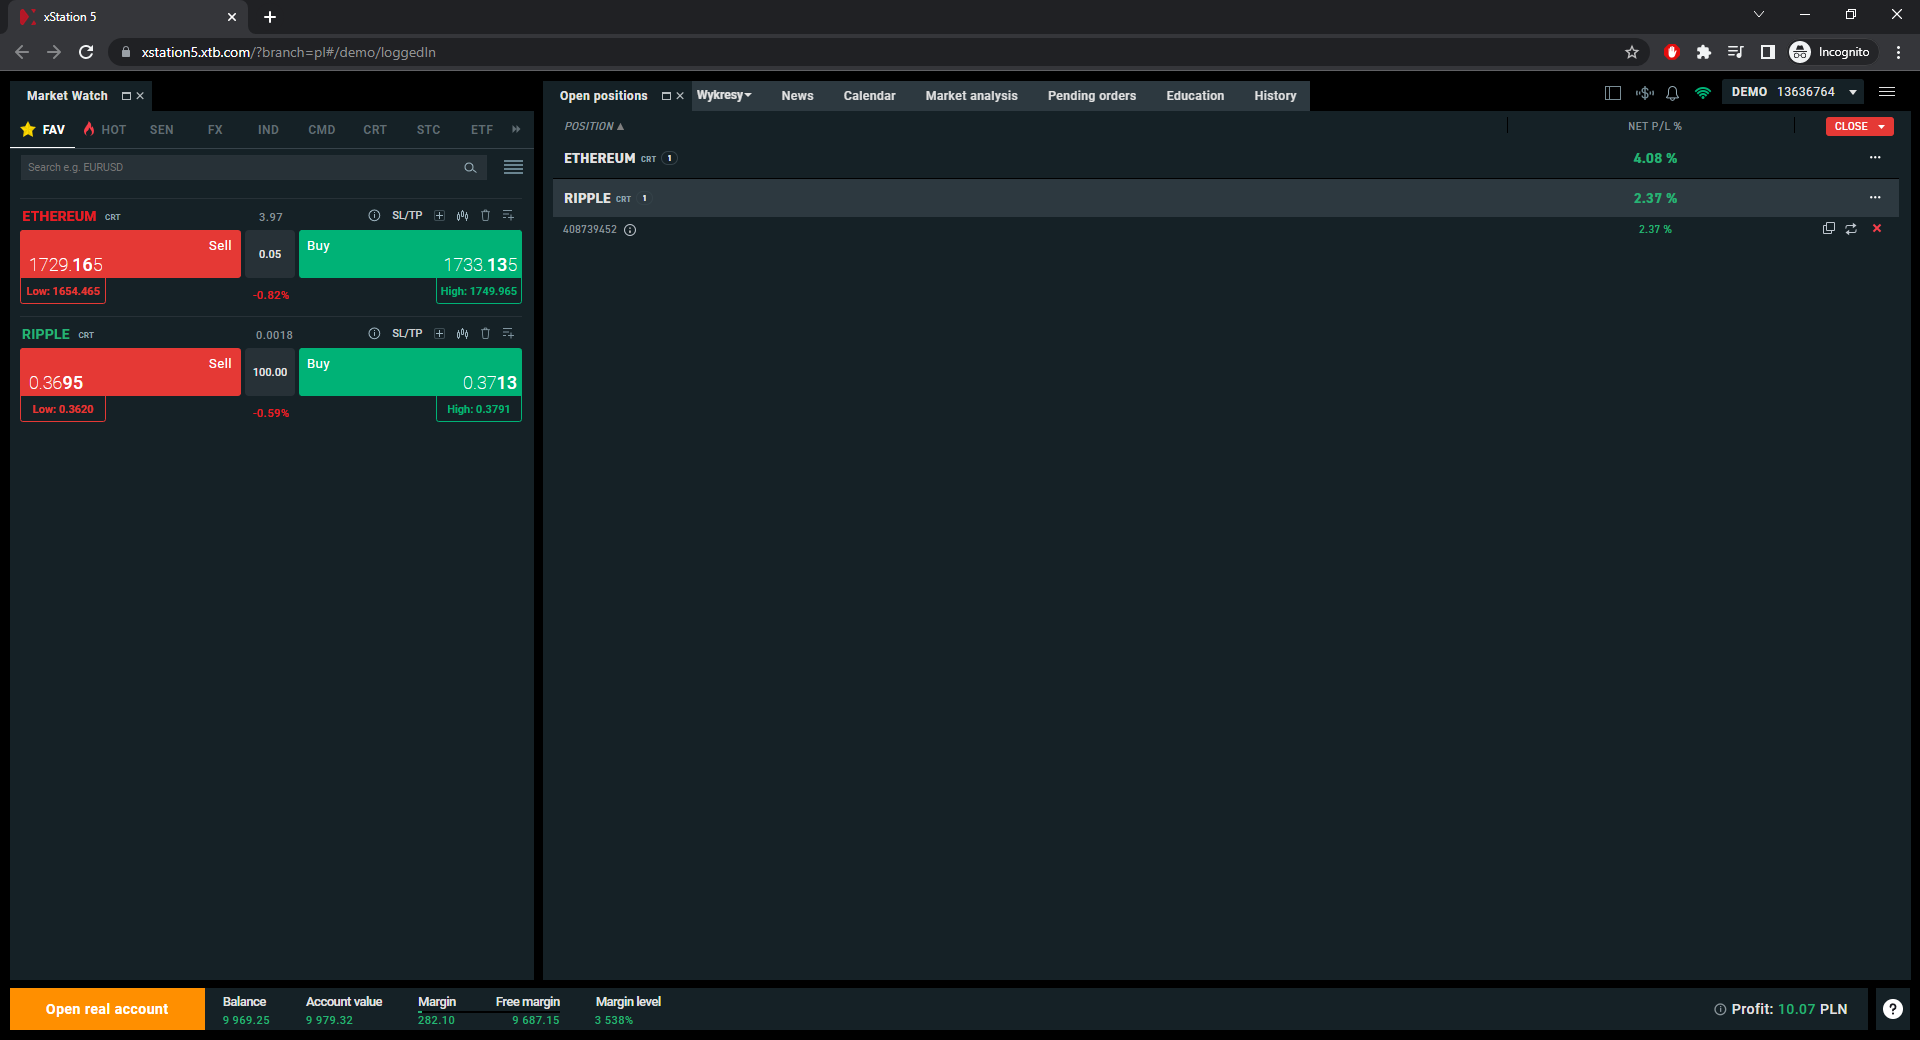 xStation 5
xstation5.xtb.com/?branch=pl#/demo/loggedIn
Incognito
Market Watch
Open positions Wykresy News Calendar Market analysis Pending orders Education History
DEMO 13636764
FAV HOT SEN FX IND CMD CRT STC ETF
POSITION ▲ NET P/L % CLOSE
Search e.g. EURUSD
ETHEREUM CRT 1 4.08 % ...
RIPPLE CRT 1 2.37 % ...
408739452 2.37 %
ETHEREUM CRT 3.97 SL/TP
Sell 0.05 Buy
1729.165 1733.135
Low: 1654.465 -0.82% High: 1749.965
RIPPLE CRT 0.0018 SL/TP
Sell 100.00 Buy
0.3695 0.3713
Low: 0.3620 -0.59% High: 0.3791
Open real account
Balance Account value Margin Free margin Margin level
9 969.25 9 979.32 282.10 9 687.15 3 538%
Profit: 10.07 PLN
?